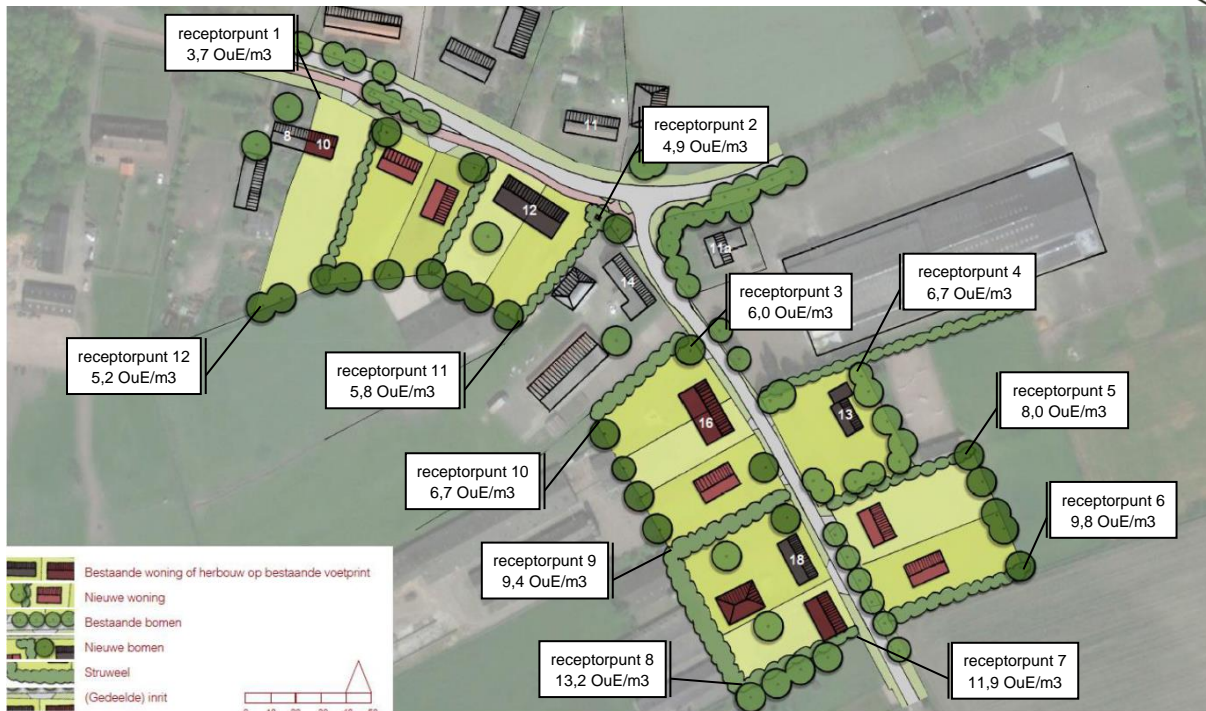 receptorpunt 1
3,7 OuE/m3
receptorpunt 2
4,9 OuE/m3
receptorpunt 3
6,0 OuE/m3
receptorpunt 4
6,7 OuE/m3
receptorpunt 5
8,0 OuE/m3
receptorpunt 6
9,8 OuE/m3
receptorpunt 7
11,9 OuE/m3
receptorpunt 8
13,2 OuE/m3
receptorpunt 9
9,4 OuE/m3
receptorpunt 10
6,7 OuE/m3
receptorpunt 11
5,8 OuE/m3
receptorpunt 12
5,2 OuE/m3
8
10
11
12
11a
14
13
16
18
Bestaande woning of herbouw op bestaande voetprint
Nieuwe woning
Bestaande bomen
Nieuwe bomen
Struweel
(Gedeelde) inrit